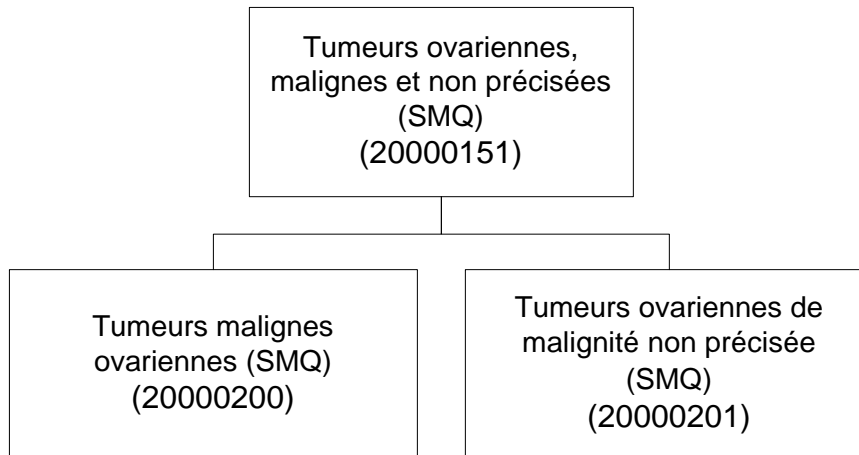 Tumeurs ovariennes,
malignes et non précisées
(SMQ)
(20000151)
Tumeurs malignes
ovariennes (SMQ)
(20000200)
Tumeurs ovariennes de
malignité non précisée
(SMQ)
(20000201)